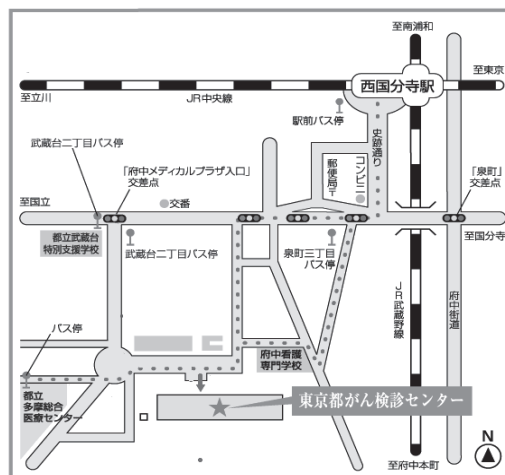 至南浦和
至東京
西国分寺駅
至立川
JR中央線
駅前バス停
史跡通り
武蔵台二丁目バス停
「府中メディカルプラザ入口」
交差点
郵便局〒
コンビニ
「泉町」
交差点
交番
至国立
至国分寺
都立武蔵台
特別支援学校
武蔵台二丁目バス停
泉町三丁目
バス停
JR武蔵野線
府中街道
バス停
府中看護
専門学校
都立
多摩総合
医療センター
東京都がん検診センター
至府中本町
N